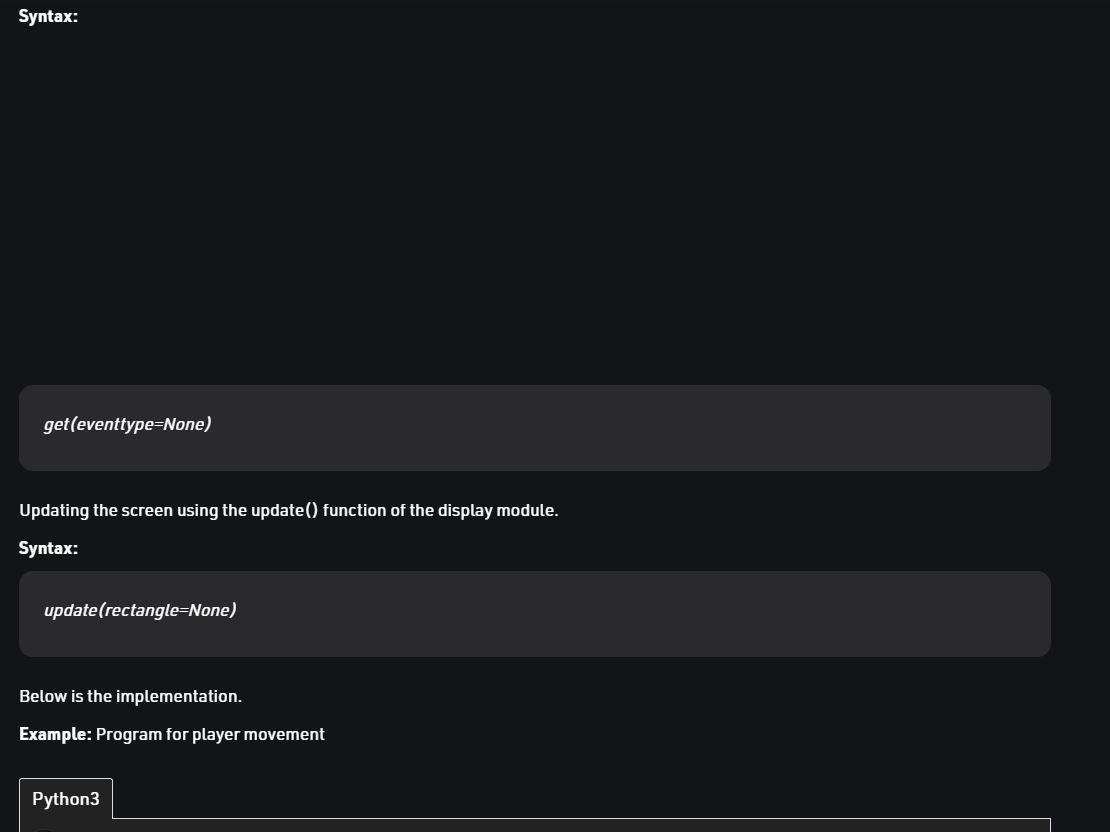 Syntax:
get(eventtype=None)
Updating the screen using the update() function of the display module.
Syntax:
update(rectangle=None)
Below is the implementation.
Example: Program for player movement
Python3